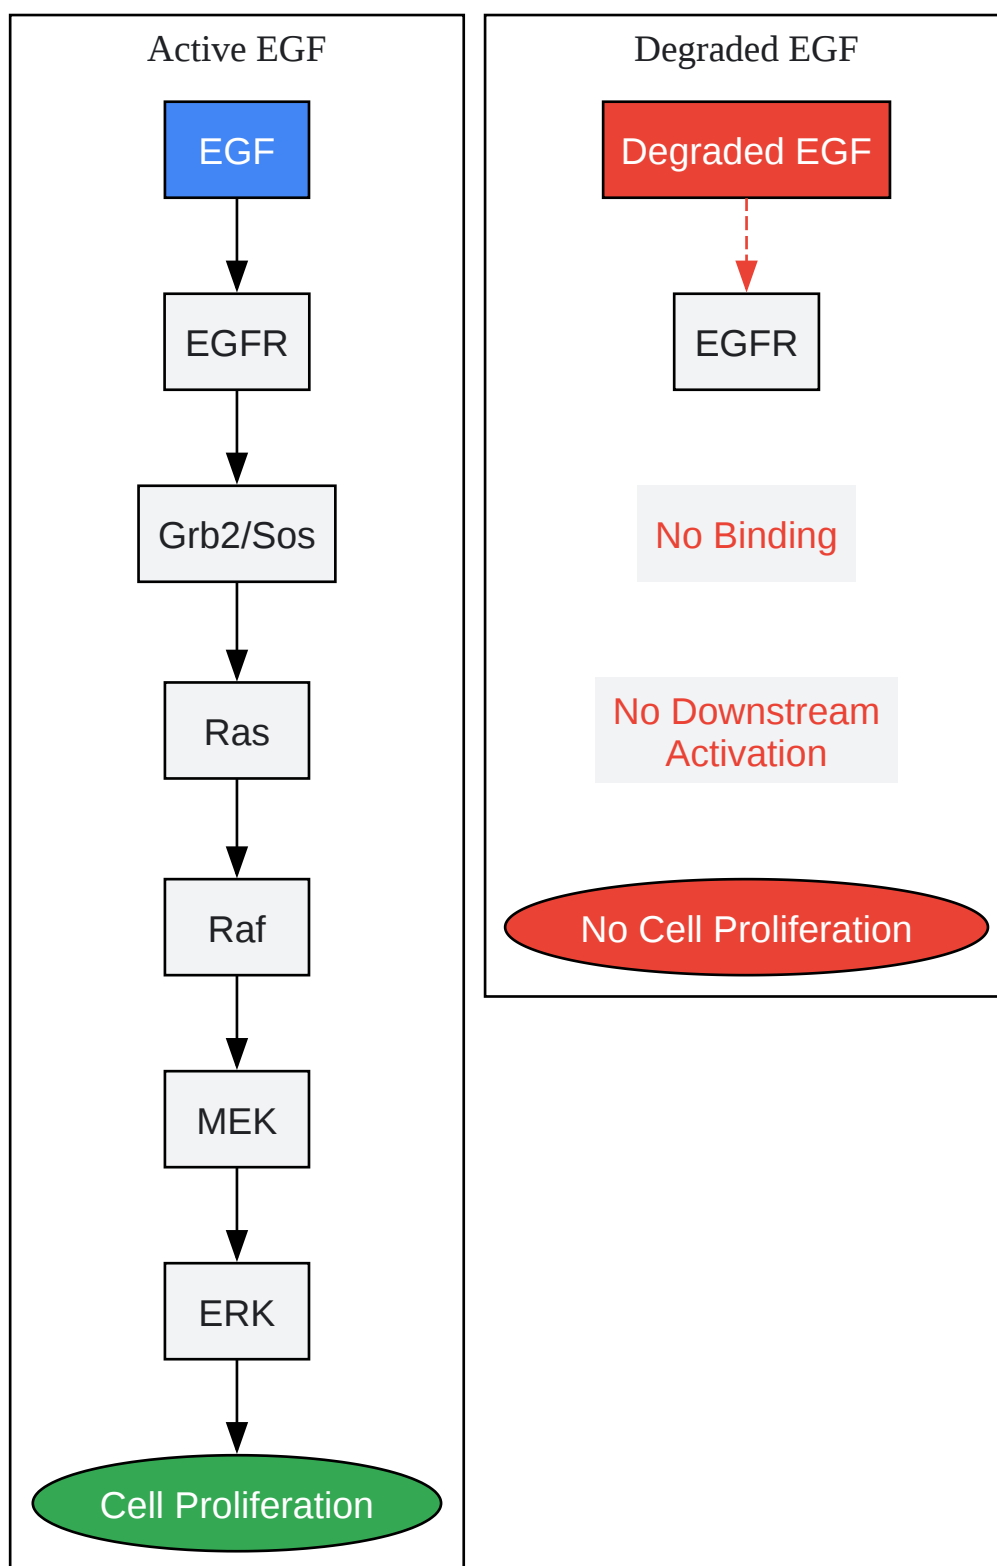 Active EGF
EGF
EGFR
Grb2/Sos
Ras
Raf
MEK
ERK
Cell Proliferation
Degraded EGF
Degraded EGF
EGFR
No Binding
No Downstream
Activation
No Cell Proliferation